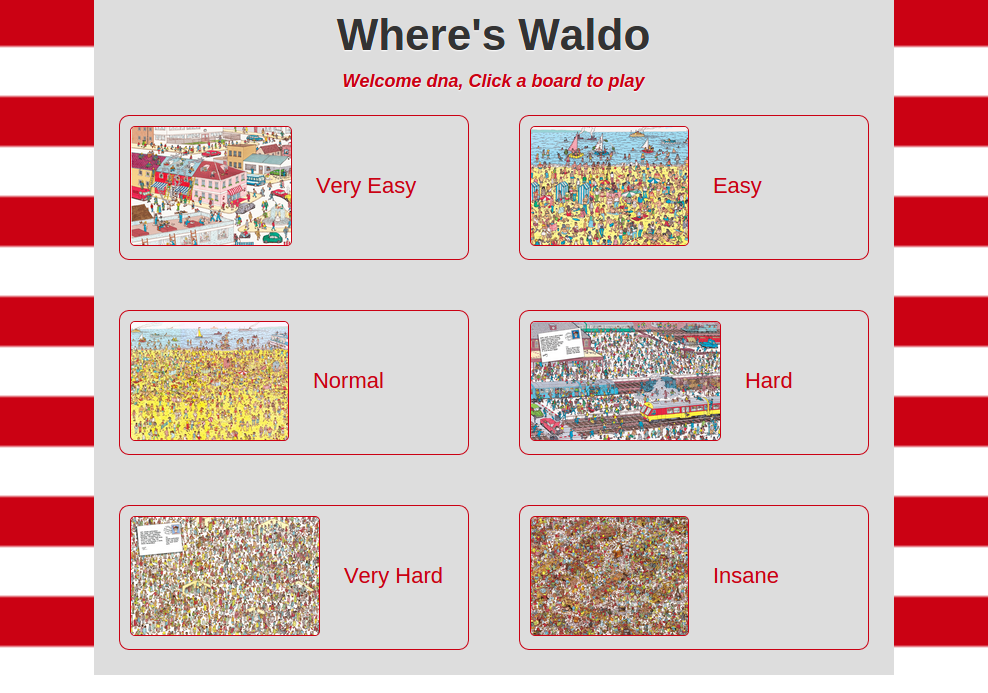 Where's Waldo
Welcome dna, Click a board to play
Very Easy
Easy
Normal
Hard
Very Hard
Insane